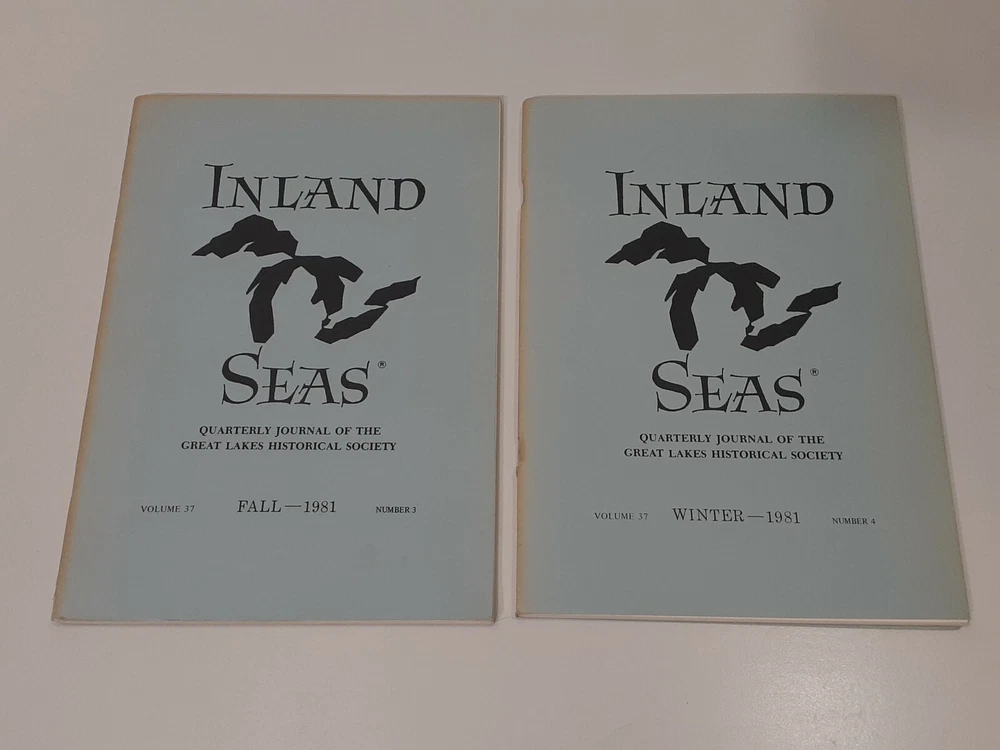 INLAND
SEAS®
QUARTERLY JOURNAL OF THE
GREAT LAKES HISTORICAL SOCIETY
VOLUME 37 FALL—1981 NUMBER 3
INLAND
SEAS®
QUARTERLY JOURNAL OF THE
GREAT LAKES HISTORICAL SOCIETY
VOLUME 37 WINTER—1981 NUMBER 4